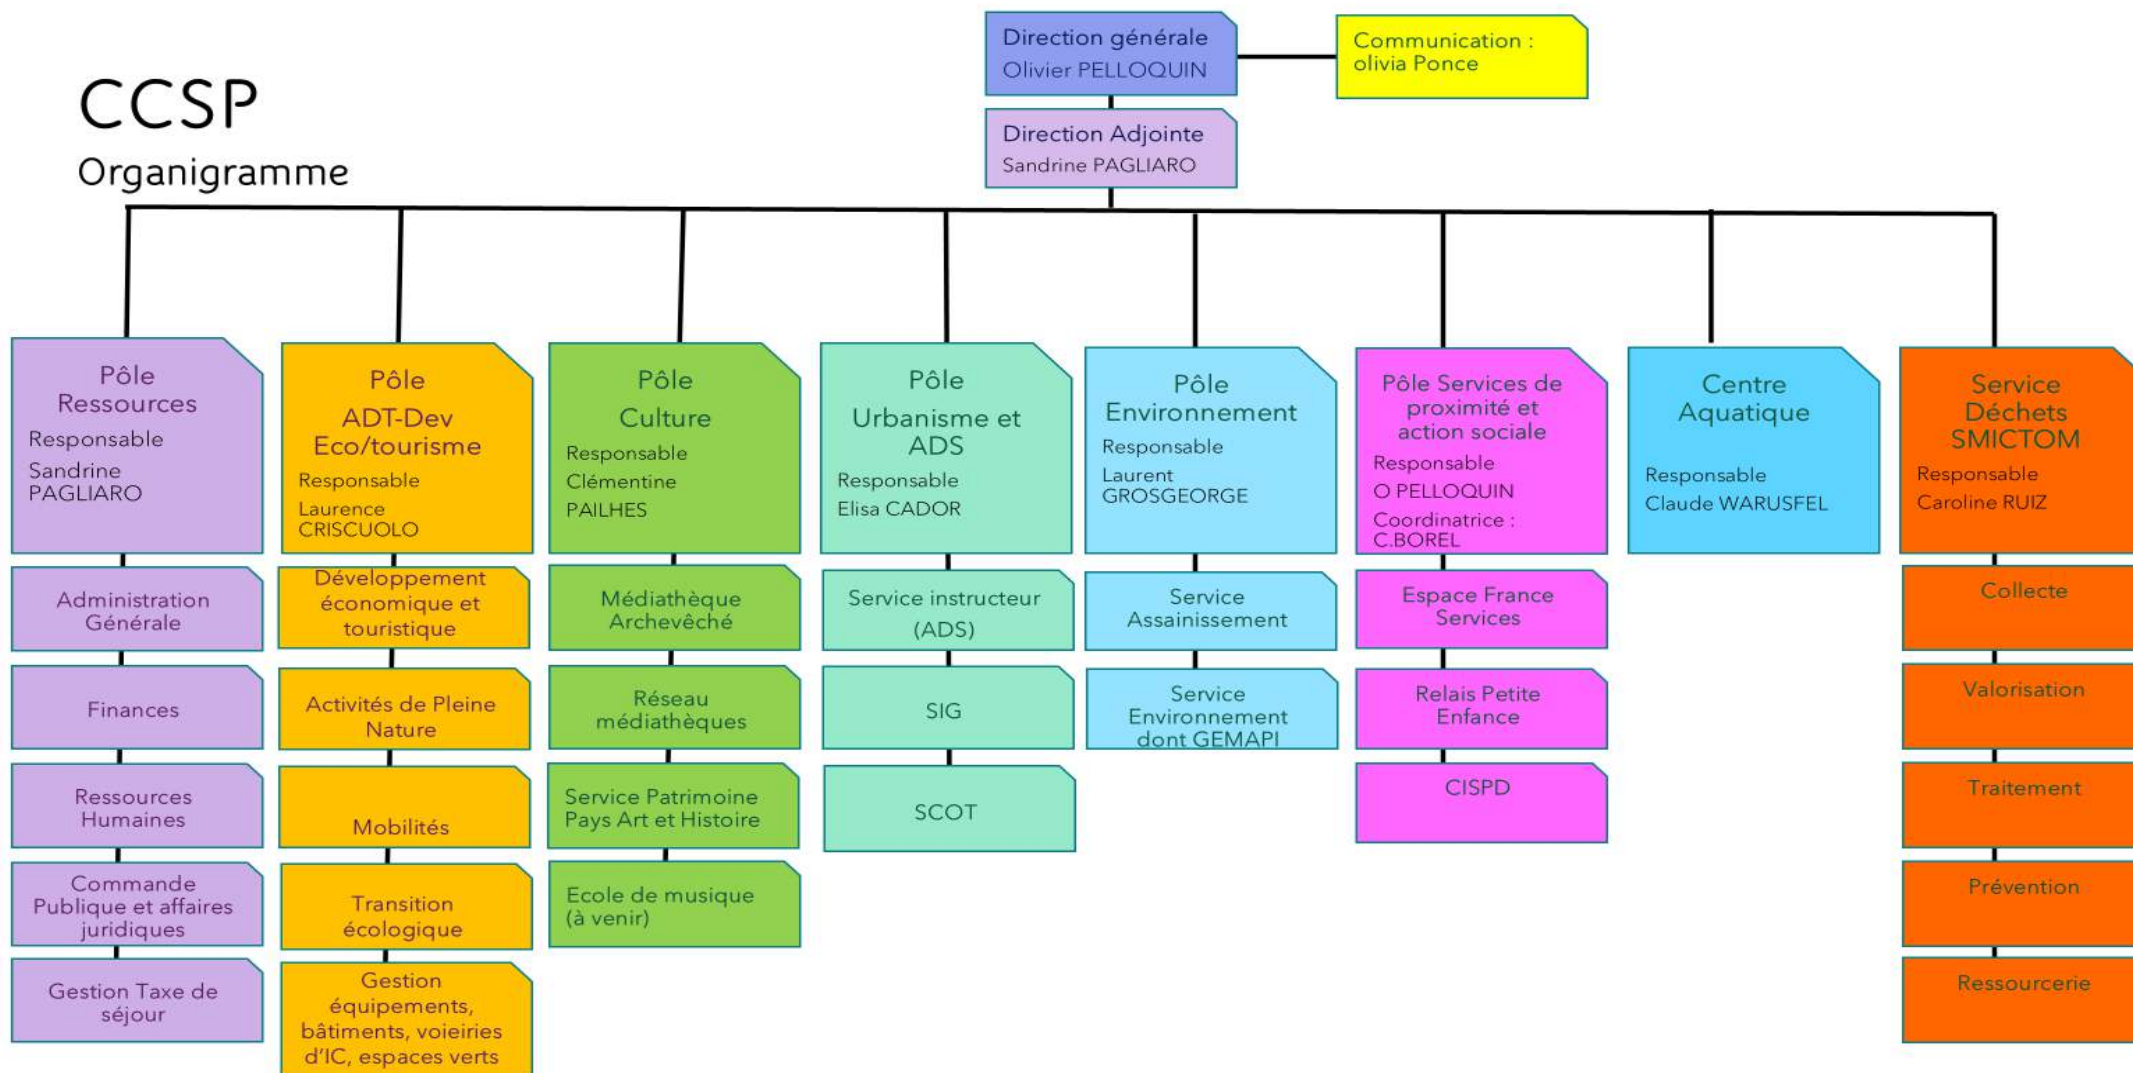 Direction générale
Olivier PELLOQUIN
Communication :
olivia Ponce
CCSP
Organigramme
Direction Adjointe
Sandrine PAGLIARO
Pôle
Ressources
Responsable
Sandrine
PAGLIARO
Administration
Générale
Finances
Ressources
Humaines
Commande
Publique et affaires
juridiques
Gestion Taxe de
séjour
Pôle
ADT-Dev
Eco/tourisme
Responsable
Laurence
CRISCUOLO
Développement
économique et
touristique
Activités de Pleine
Nature
Mobilités
Transition
écologique
Gestion
équipements,
bâtiments, voieiries
d'IC, espaces verts
Pôle
Culture
Responsable
Clémentine
PAILHES
Médiathèque
Archevêché
Réseau
médiathèques
Service Patrimoine
Pays Art et Histoire
Ecole de musique
(à venir)
Pôle
Urbanisme et
ADS
Responsable
Elisa CADOR
Service instructeur
(ADS)
SIG
SCOT
Pôle
Environnement
Responsable
Laurent
GROSGEORGE
Service
Assainissement
Service
Environnement
dont GEMAPI
Pôle Services de
proximité et
action sociale
Responsable
O PELLOQUIN
Coordinatrice :
C.BOREL
Espace France
Services
Relais Petite
Enfance
CISPD
Centre
Aquatique
Responsable
Claude WARUSFEL
Service
Déchets
SMICTOM
Responsable
Caroline RUIZ
Collecte
Valorisation
Traitement
Prévention
Ressourcerie